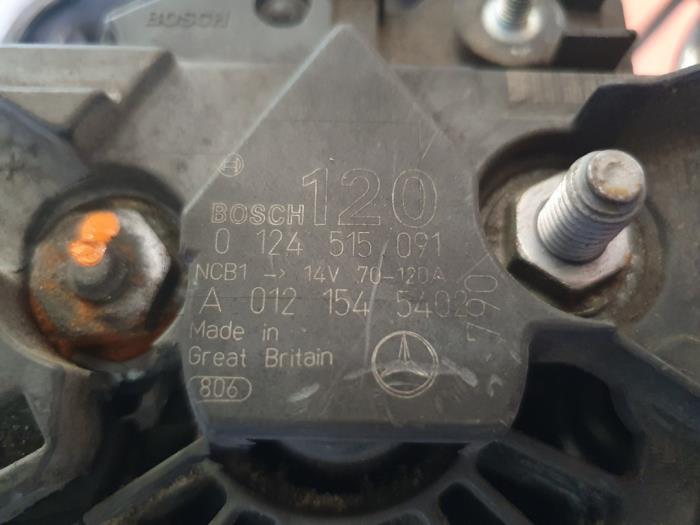 BOSCH
BOSCH 120
0 124 515 091
NCB1 -> 14V 70-120A
A 012 154 5402
Made in
Great Britain
806
790